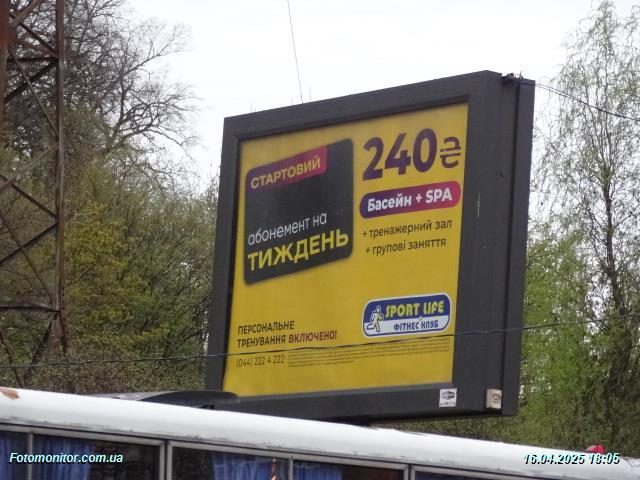 СТАРТОВИЙ
абонемент на
ТИЖДЕНЬ
240₴
Басейн + SPA
+ тренажерний зал
+ групові заняття
SPORT LIFE
ФІТНЕС КЛУБ
ПЕРСОНАЛЬНЕ
ТРЕНУВАННЯ ВКЛЮЧЕНО!
(044) 222 4 222
Fotomonitor.com.ua
16.04.2025 18:05